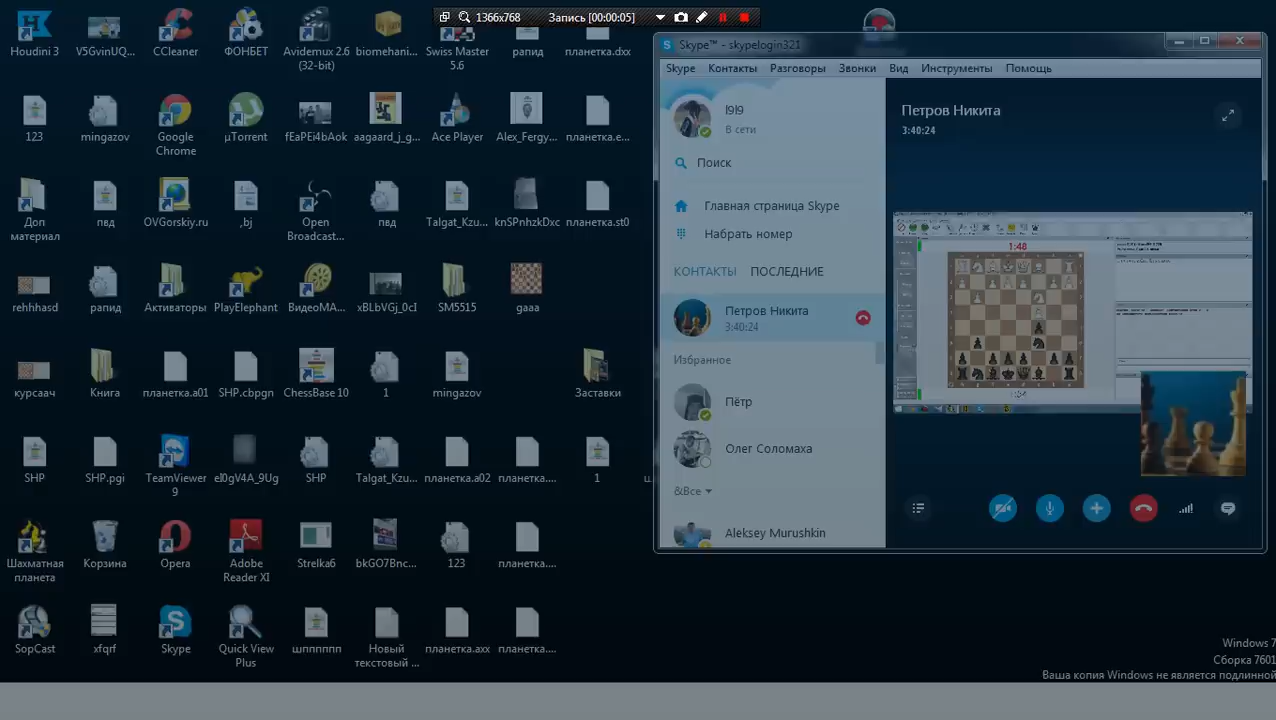 1366x768
Запись [00:00:05]
Houdini 3
V5GvinUQ...
CCleaner
ФОНБЕТ
Avidemux 2.6
(32-bit)
biomehani...
Swiss Master
5.6
рапид
планетка.dxx
123
mingazov
Google
Chrome
µTorrent
fEaPEi4bAok
aagaard_j_g...
Ace Player
Alex_Fergy...
планетка.e...
Доп
материал
пвд
OVGorskiy.ru
,bj
Open
Broadcast...
пвд
Talgat_Kzu...
knSPnhzkDxc
планетка.st0
rehhhasd
рапид
Активаторы
PlayElephant
ВидеоМА...
xBLbVGj_0cI
SM5515
gaaa
курсаач
Книга
планетка.a01
SHP.cbpgn
ChessBase 10
1
mingazov
Заставки
SHP
SHP.pgi
TeamViewer
9
eI0gV4A_9Ug
SHP
Talgat_Kzu...
планетка.a02
планетка....
1
Шахматная
планета
Корзина
Opera
Adobe
Reader XI
Strelka6
bkGO7Bnc...
123
планетка....
SopCast
xfqrf
Skype
Quick View
Plus
шпппппп
Новый
текстовый ...
планетка.axx
планетка....
Skype™ - skypelogin321
Skype Контакты Разговоры Звонки Вид Инструменты Помощь
l9l9
В сети
Поиск
Главная страница Skype
Набрать номер
КОНТАКТЫ ПОСЛЕДНИЕ
Петров Никита
3:40:24
Избранное
Пётр
Олег Соломаха
&Все
Aleksey Murushkin
Петров Никита
3:40:24
1:48
Windows 7
Сборка 7601
Ваша копия Windows не является подлинной